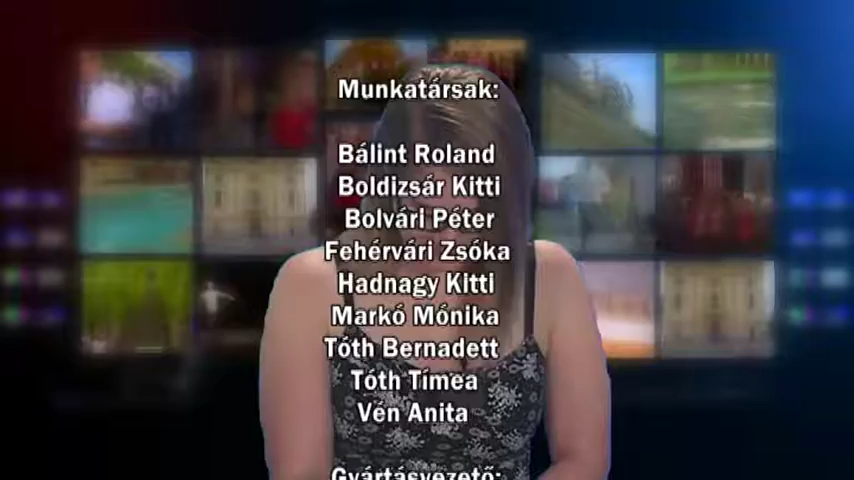 Munkatársak:
Bálint Roland
Boldizsár Kitti
Bolvári Péter
Fehérvári Zsóka
Hadnagy Kitti
Markó Mónika
Tóth Bernadett
Tóth Tímea
Vén Anita
Gyártásvezető: